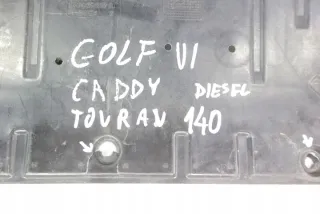 GOLF VI
CADDY DIESEL
TOURAN 140